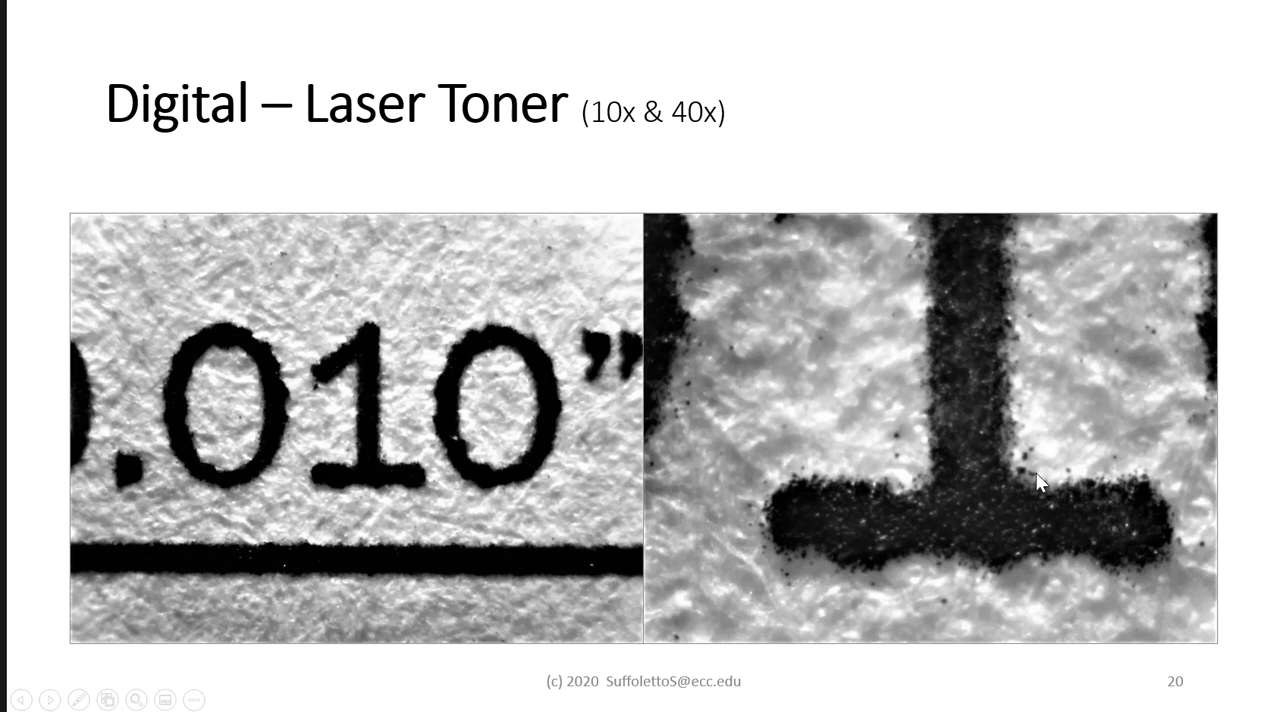 Digital – Laser Toner (10x & 40x)
.010”
(c) 2020 SuffolettoS@ecc.edu
20